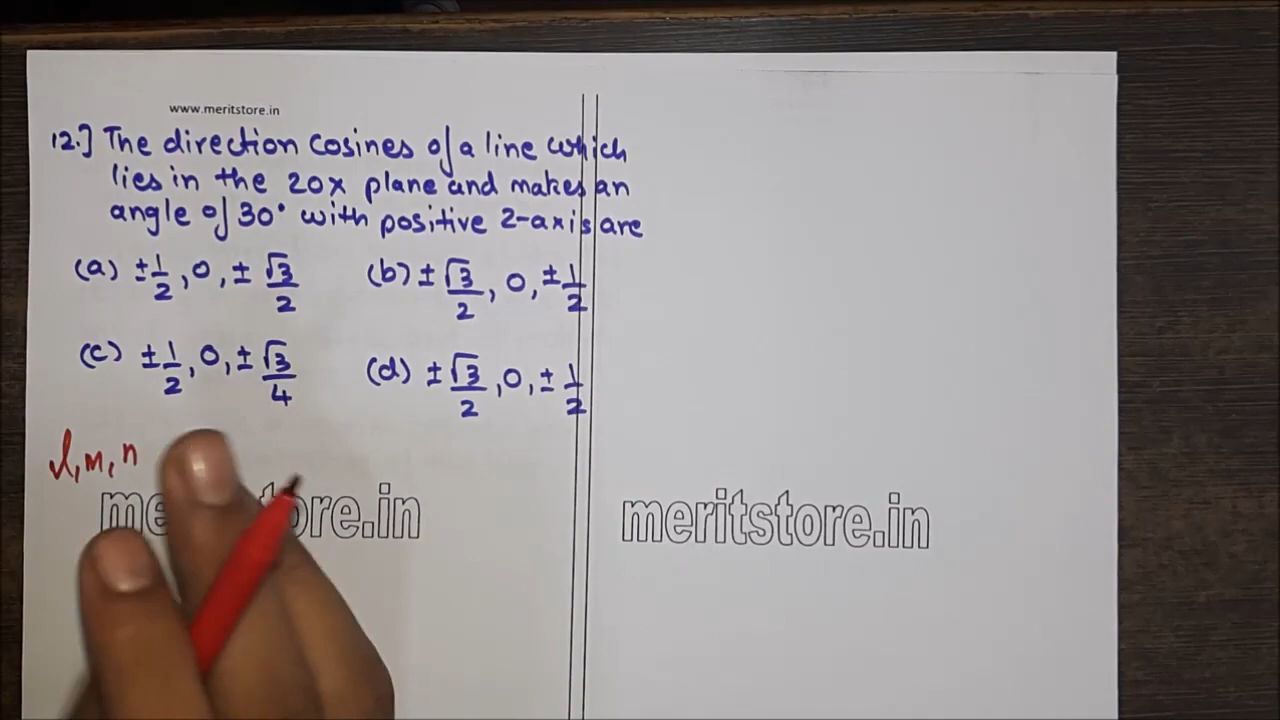 www.meritstore.in
12.] The direction cosines of a line which
lies in the zox plane and makes an
angle of 30° with positive z-axis are
(a) ±1/2, 0, ±√3/2 (b) ±√3/2, 0, ±1/2
(c) ±1/2, 0, ±√3/4 (d) ±√3/2, 0, ±1/2
l, m, n
meritstore.in